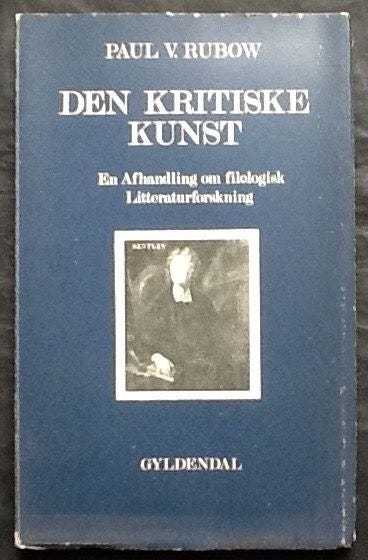 PAUL V. RUBOW
DEN KRITISKE
KUNST
En Afhandling om filologisk
Litteraturforskning
BENTLEY
GYLDENDAL